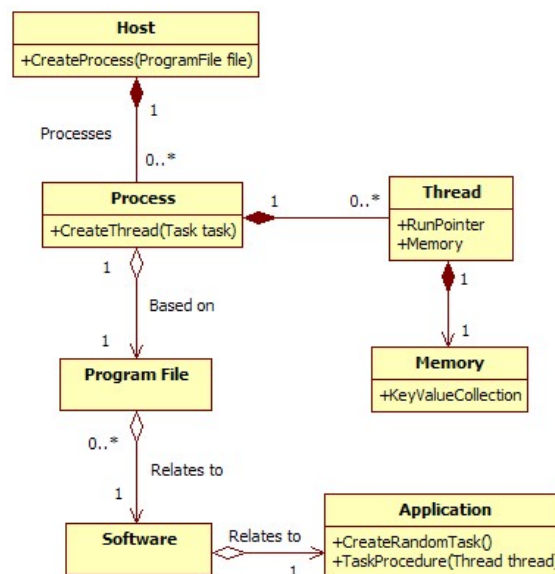 Host
+CreateProcess(ProgramFile file)
1
Processes
0..*
Process
+CreateThread(Task task)
1
0..*
Thread
+RunPointer
+Memory
1
Based on
1
1
1
Program File
Memory
+KeyValueCollection
0..*
Relates to
1
Software
Relates to
1
Application
+CreateRandomTask()
+TaskProcedure(Thread thread)